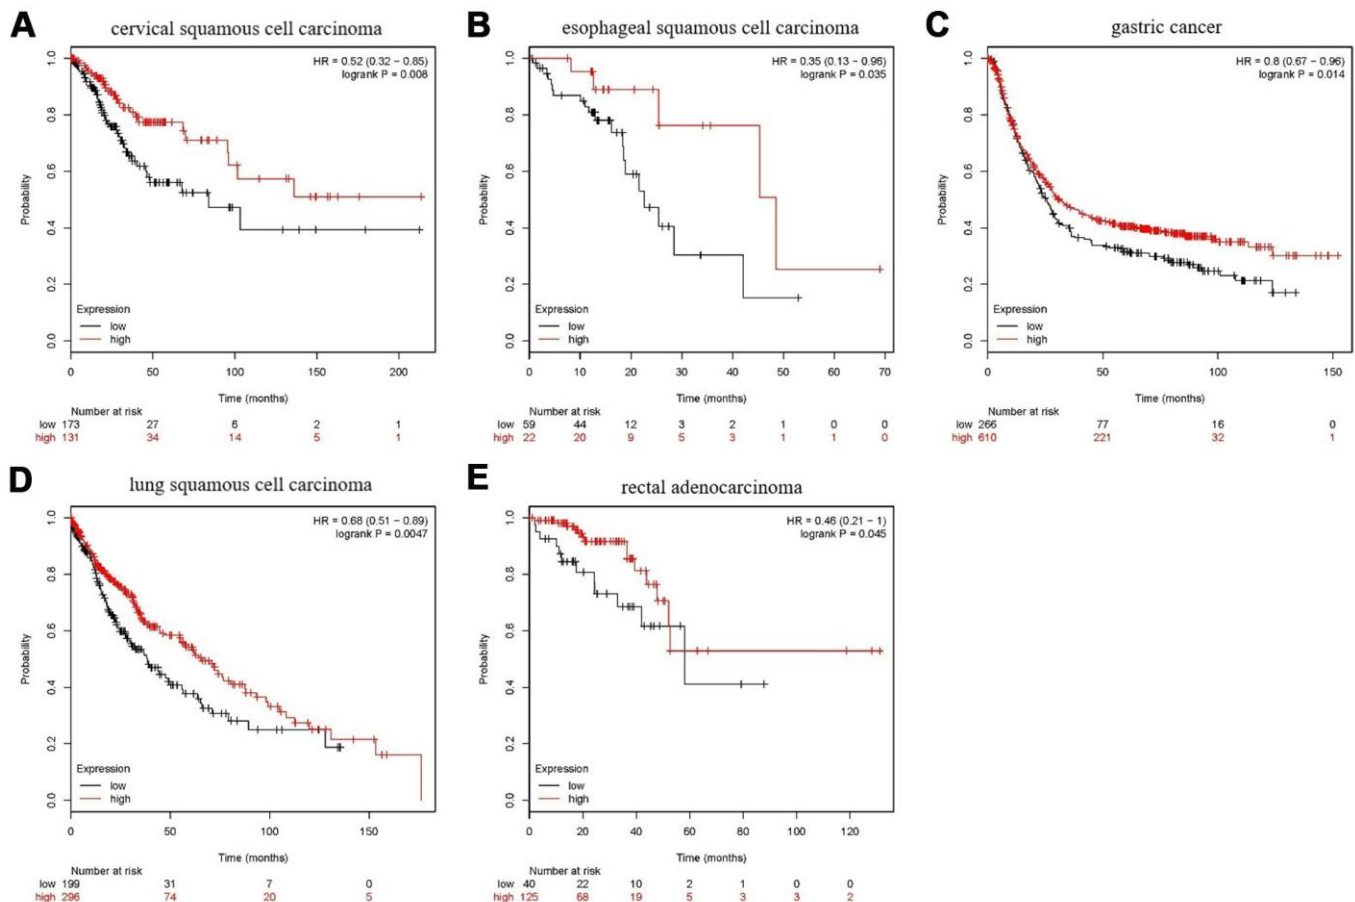 A
cervical squamous cell carcinoma
HR = 0.52 (0.32 − 0.85)
logrank P = 0.008
Probability
1.0
0.8
0.6
0.4
0.2
0.0
Expression
low
high
0 50 100 150 200
Time (months)
Number at risk
low 173 27 6 2 1
high 131 34 14 5 1
B
esophageal squamous cell carcinoma
HR = 0.35 (0.13 − 0.96)
logrank P = 0.035
Probability
1.0
0.8
0.6
0.4
0.2
0.0
Expression
low
high
0 10 20 30 40 50 60 70
Time (months)
Number at risk
low 59 44 12 3 2 1 0 0
high 22 20 9 5 3 1 1 0
C
gastric cancer
HR = 0.8 (0.67 − 0.96)
logrank P = 0.014
Probability
1.0
0.8
0.6
0.4
0.2
0.0
Expression
low
high
0 50 100 150
Time (months)
Number at risk
low 266 77 16 0
high 610 221 32 1
D
lung squamous cell carcinoma
HR = 0.68 (0.51 − 0.89)
logrank P = 0.0047
Probability
1.0
0.8
0.6
0.4
0.2
0.0
Expression
low
high
0 50 100 150
Time (months)
Number at risk
low 199 31 7 0
high 296 74 20 5
E
rectal adenocarcinoma
HR = 0.46 (0.21 − 1)
logrank P = 0.045
Probability
1.0
0.8
0.6
0.4
0.2
0.0
Expression
low
high
0 20 40 60 80 100 120
Time (months)
Number at risk
low 40 22 10 2 1 0 0
high 125 68 19 5 3 3 2